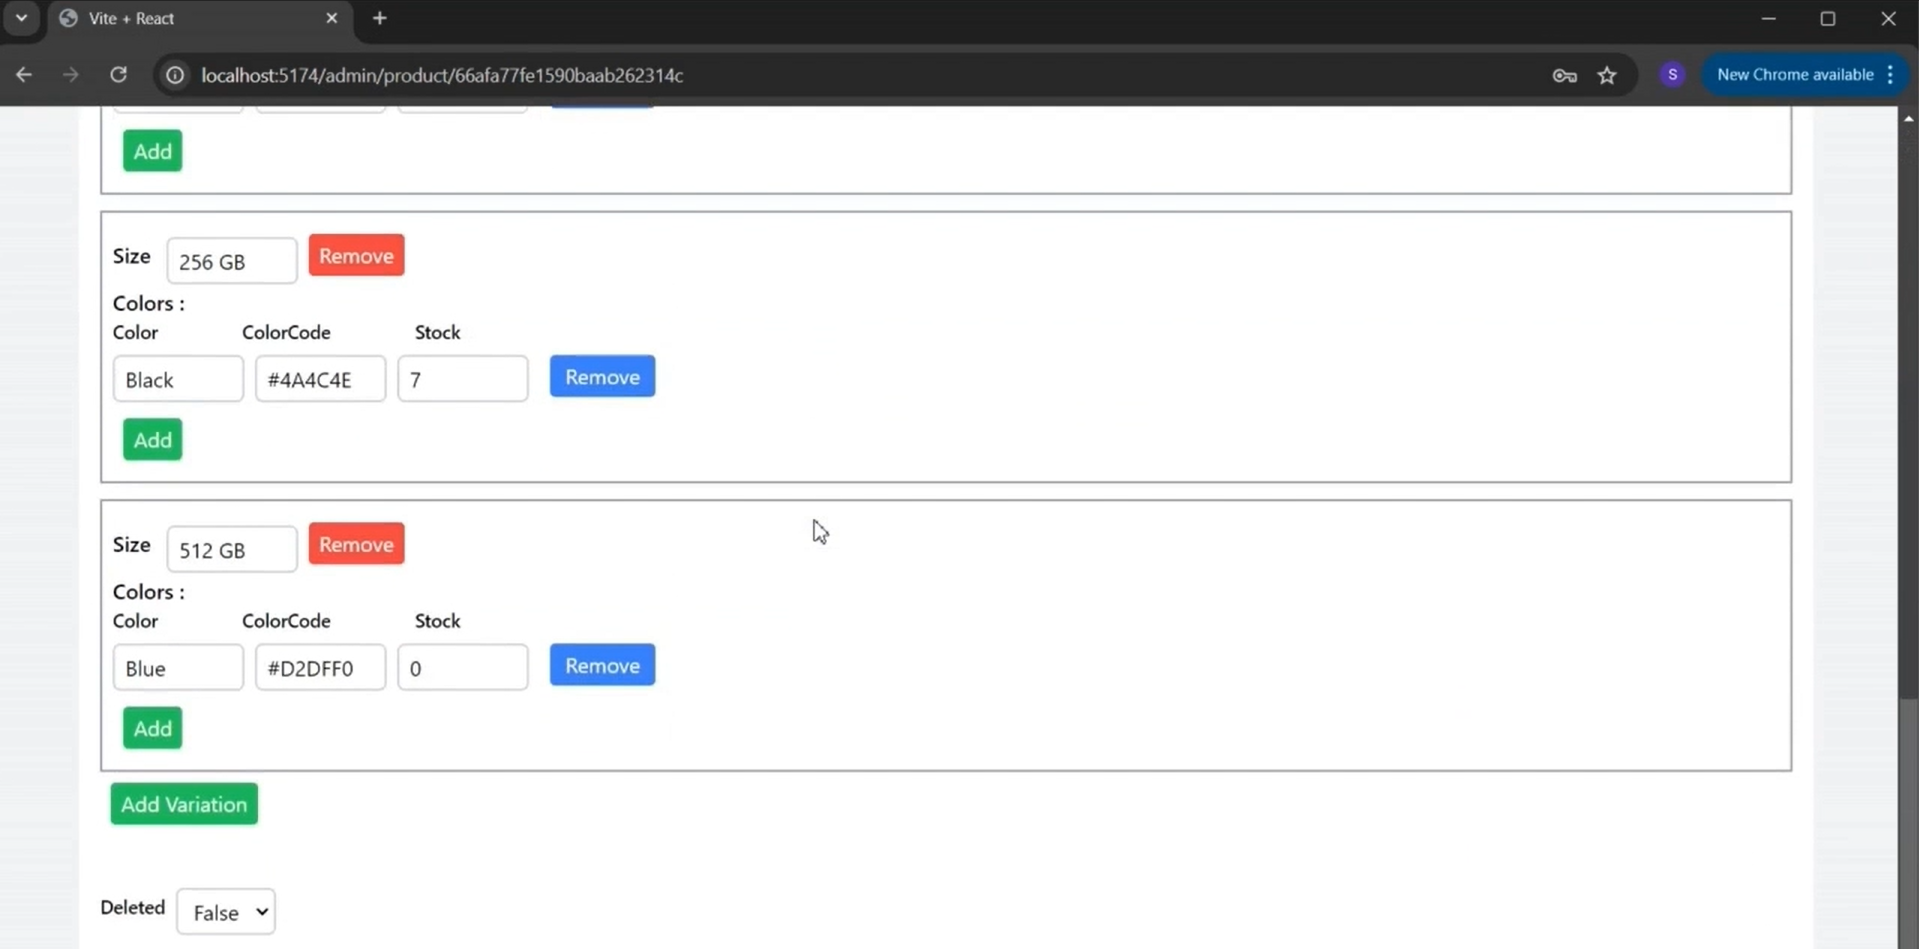 Vite + React
localhost:5174/admin/product/66afa77fe1590baab262314c
S
New Chrome available
Add
Size 256 GB Remove
Colors :
Color ColorCode Stock
Black #4A4C4E 7 Remove
Add
Size 512 GB Remove
Colors :
Color ColorCode Stock
Blue #D2DFF0 0 Remove
Add
Add Variation
Deleted False